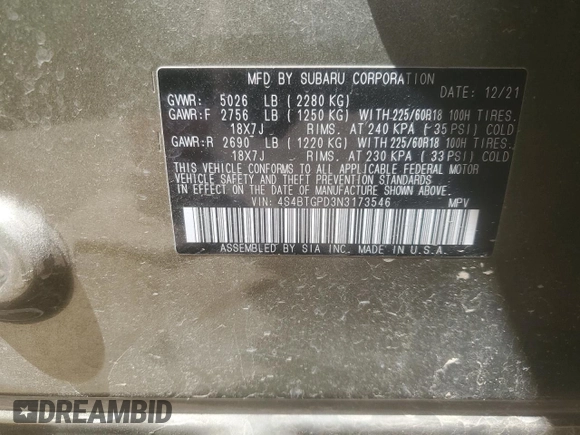 MFD BY SUBARU CORPORATION
DATE: 12/21
GVWR: 5026 LB ( 2280 KG)
GAWR:F 2756 LB ( 1250 KG) WITH 225/60R18 100H TIRES.
18X7J RIMS. AT 240 KPA ( 35 PSI) COLD
GAWR:R 2690 LB ( 1220 KG) WITH 225/60R18 100H TIRES.
18X7J RIMS. AT 230 KPA ( 33 PSI) COLD
THIS VEHICLE CONFORMS TO ALL APPLICABLE FEDERAL MOTOR
VEHICLE SAFETY AND THEFT PREVENTION STANDARDS IN
EFFECT ON THE DATE OF MANUFACTURE SHOWN ABOVE.
VIN: 4S4BTGPD3N3173546 MPV
ASSEMBLED BY SIA INC. MADE IN U.S.A.
DREAMBID